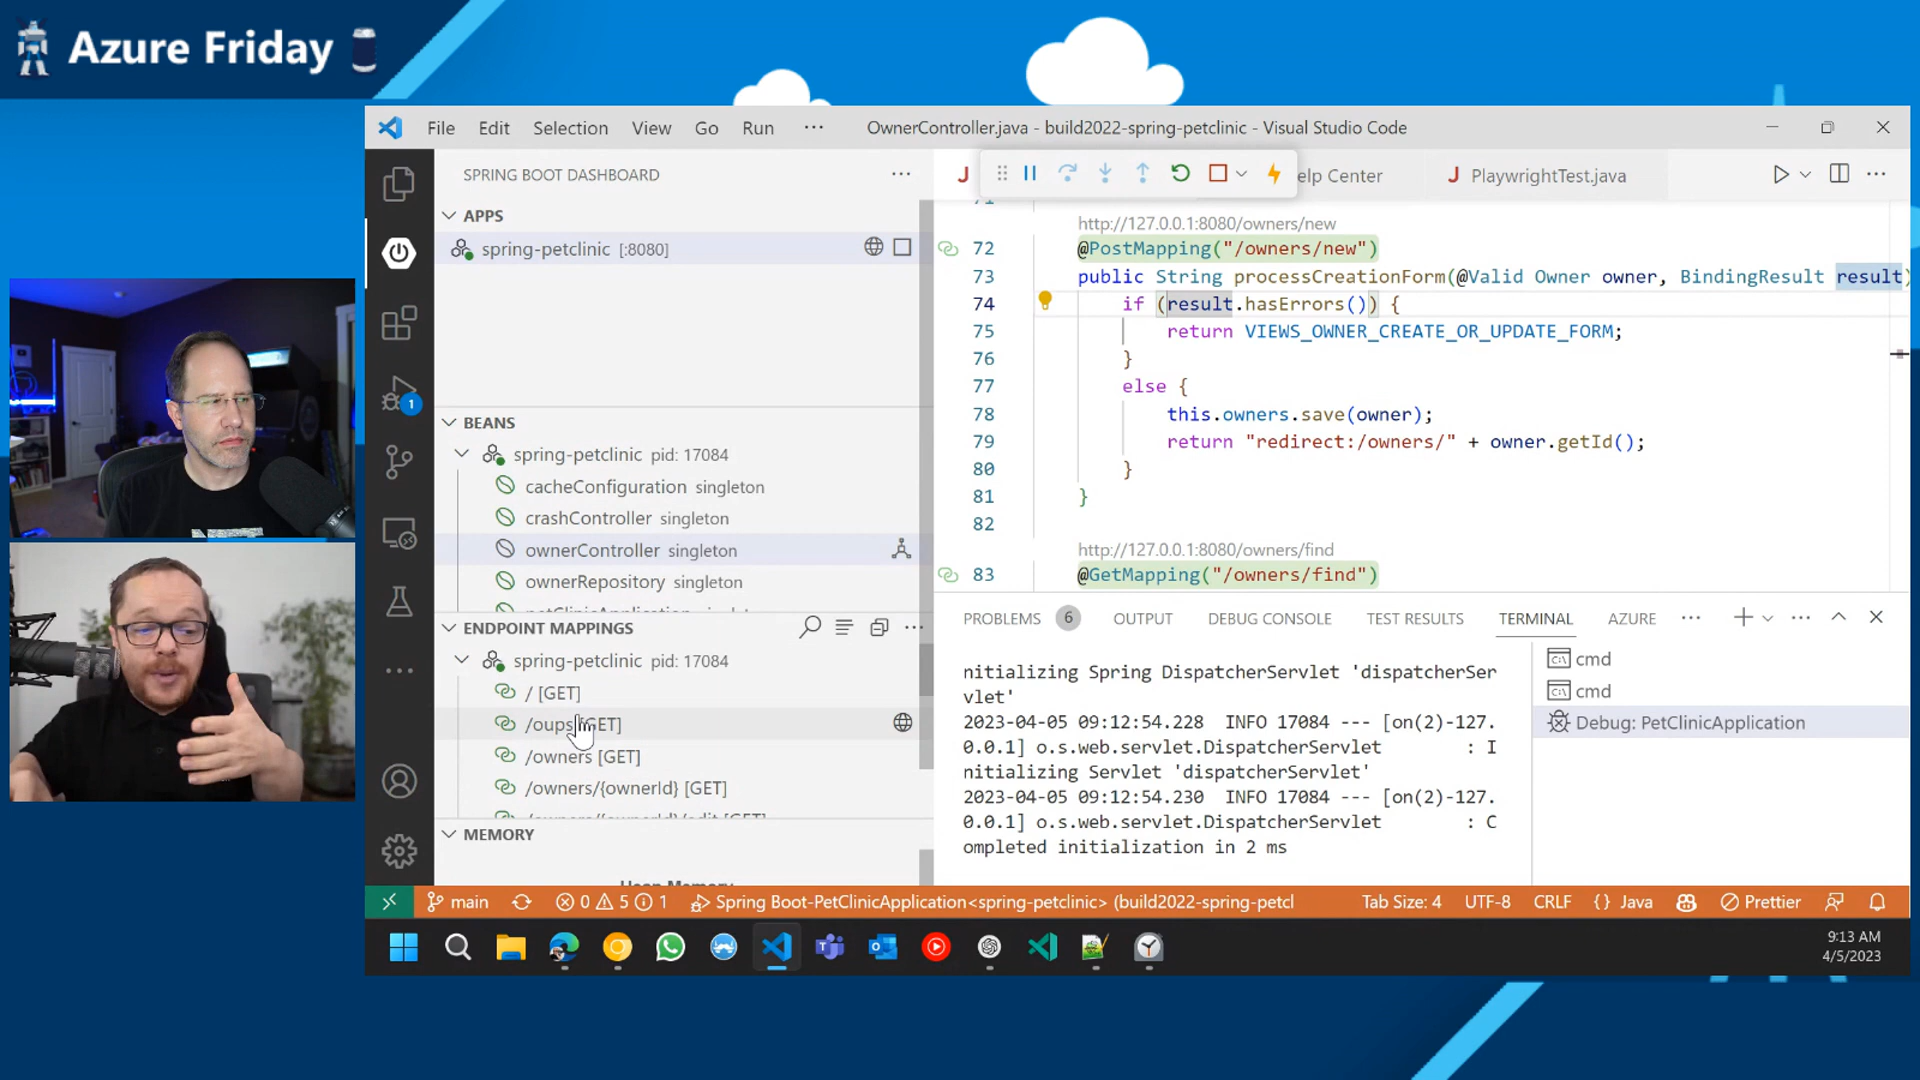 Azure Friday
File Edit Selection View Go Run ··· OwnerController.java - build2022-spring-petclinic - Visual Studio Code
SPRING BOOT DASHBOARD ···
J elp Center J PlaywrightTest.java ···
APPS
spring-petclinic [:8080]
BEANS
spring-petclinic pid: 17084
cacheConfiguration singleton
crashController singleton
ownerController singleton
ownerRepository singleton
ENDPOINT MAPPINGS ···
spring-petclinic pid: 17084
/ [GET]
/oups [GET]
/owners [GET]
/owners/{ownerId} [GET]
/owners/{ownerId}/edit [GET]
MEMORY
Heap Memory
1
71
http://127.0.0.1:8080/owners/new
72 @PostMapping("/owners/new")
73 public String processCreationForm(@Valid Owner owner, BindingResult result)
74 if (result.hasErrors()) {
75 return VIEWS_OWNER_CREATE_OR_UPDATE_FORM;
76 }
77 else {
78 this.owners.save(owner);
79 return "redirect:/owners/" + owner.getId();
80 }
81 }
82
http://127.0.0.1:8080/owners/find
83 @GetMapping("/owners/find")
PROBLEMS 6 OUTPUT DEBUG CONSOLE TEST RESULTS TERMINAL AZURE ···
nitializing Spring DispatcherServlet 'dispatcherSer
vlet'
2023-04-05 09:12:54.228 INFO 17084 --- [on(2)-127.
0.0.1] o.s.web.servlet.DispatcherServlet : I
nitializing Servlet 'dispatcherServlet'
2023-04-05 09:12:54.230 INFO 17084 --- [on(2)-127.
0.0.1] o.s.web.servlet.DispatcherServlet : C
ompleted initialization in 2 ms
cmd
cmd
Debug: PetClinicApplication
main 0 5 1 Spring Boot-PetClinicApplication<spring-petclinic> (build2022-spring-petcl Tab Size: 4 UTF-8 CRLF {} Java Prettier
9:13 AM
4/5/2023